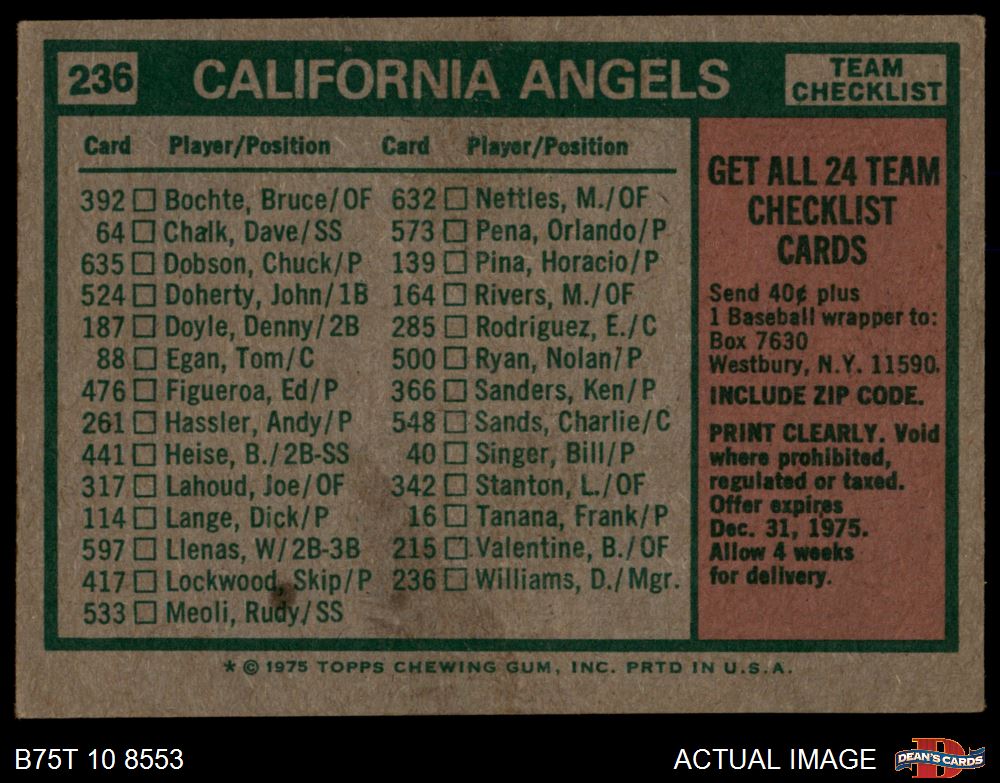 236 CALIFORNIA ANGELS TEAM CHECKLIST
Card Player/Position Card Player/Position
392 Bochte, Bruce/OF 632 Nettles, M./OF
64 Chalk, Dave/SS 573 Pena, Orlando/P
635 Dobson, Chuck/P 139 Pina, Horacio/P
524 Doherty, John/1B 164 Rivers, M./OF
187 Doyle, Denny/2B 285 Rodriguez, E./C
88 Egan, Tom/C 500 Ryan, Nolan/P
476 Figueroa, Ed/P 366 Sanders, Ken/P
261 Hassler, Andy/P 548 Sands, Charlie/C
441 Heise, B./2B-SS 40 Singer, Bill/P
317 Lahoud, Joe/OF 342 Stanton, L./OF
114 Lange, Dick/P 16 Tanana, Frank/P
597 Llenas, W/2B-3B 215 Valentine, B./OF
417 Lockwood, Skip/P 236 Williams, D./Mgr.
533 Meoli, Rudy/SS
GET ALL 24 TEAM
CHECKLIST
CARDS
Send 40¢ plus
1 Baseball wrapper to:
Box 7630
Westbury, N.Y. 11590.
INCLUDE ZIP CODE.
PRINT CLEARLY. Void
where prohibited,
regulated or taxed.
Offer expires
Dec. 31, 1975.
Allow 4 weeks
for delivery.
* © 1975 TOPPS CHEWING GUM, INC. PRTD IN U.S.A.
B75T 10 8553 ACTUAL IMAGE
D
DEAN'S CARDS